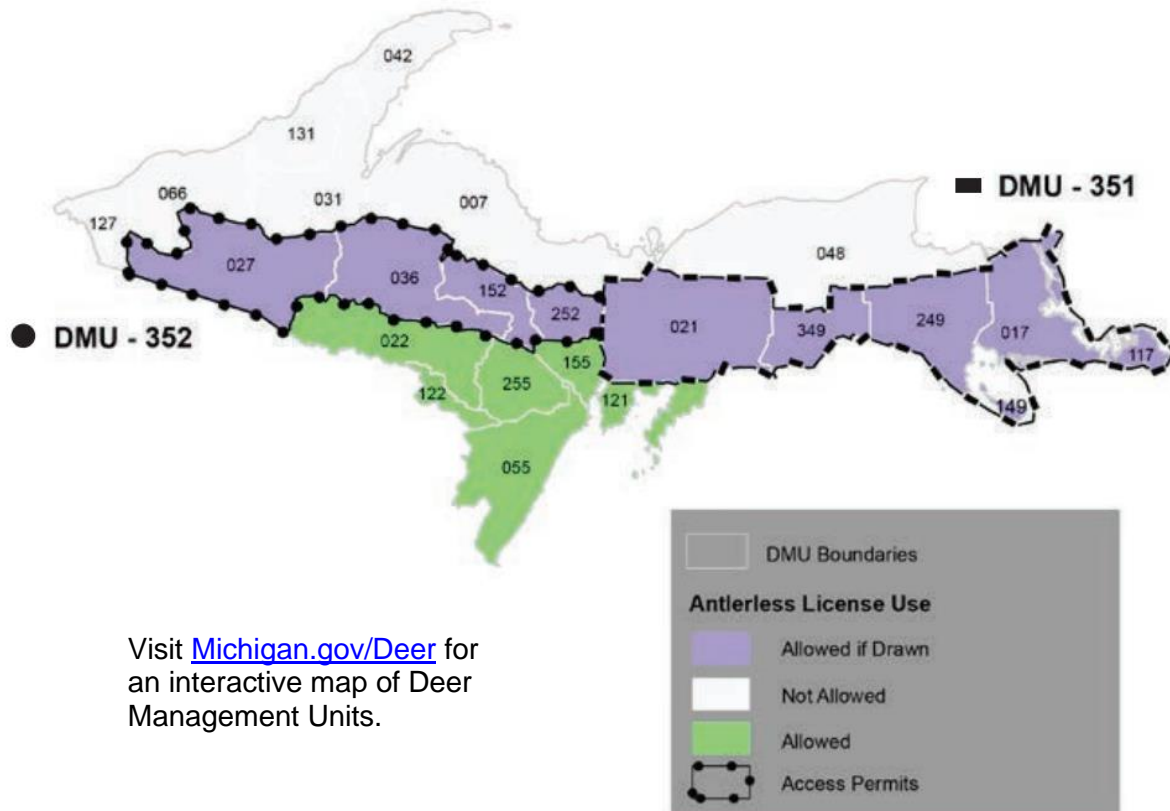 042
131
DMU - 351
066
031
007
127
048
027
036
152
252
021
349
249
017
DMU - 352
022
155
117
122
255
121
149
055
DMU Boundaries
Antlerless License Use
Allowed if Drawn
Not Allowed
Allowed
Access Permits
Visit Michigan.gov/Deer for
an interactive map of Deer
Management Units.